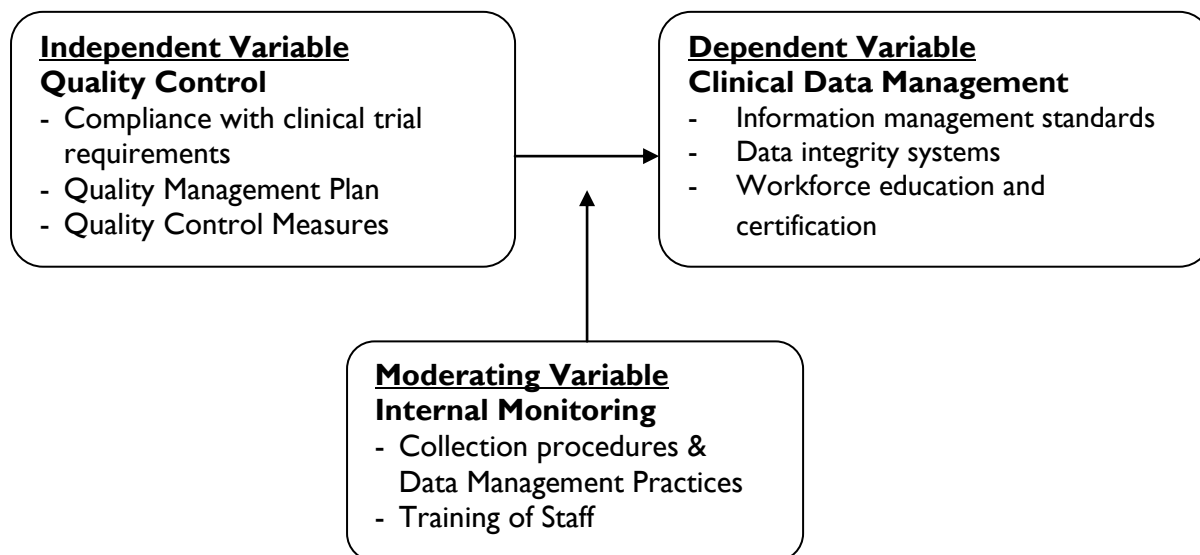 Independent Variable
Quality Control
- Compliance with clinical trial
requirements
- Quality Management Plan
- Quality Control Measures
Dependent Variable
Clinical Data Management
- Information management standards
- Data integrity systems
- Workforce education and
certification
Moderating Variable
Internal Monitoring
- Collection procedures &
Data Management Practices
- Training of Staff